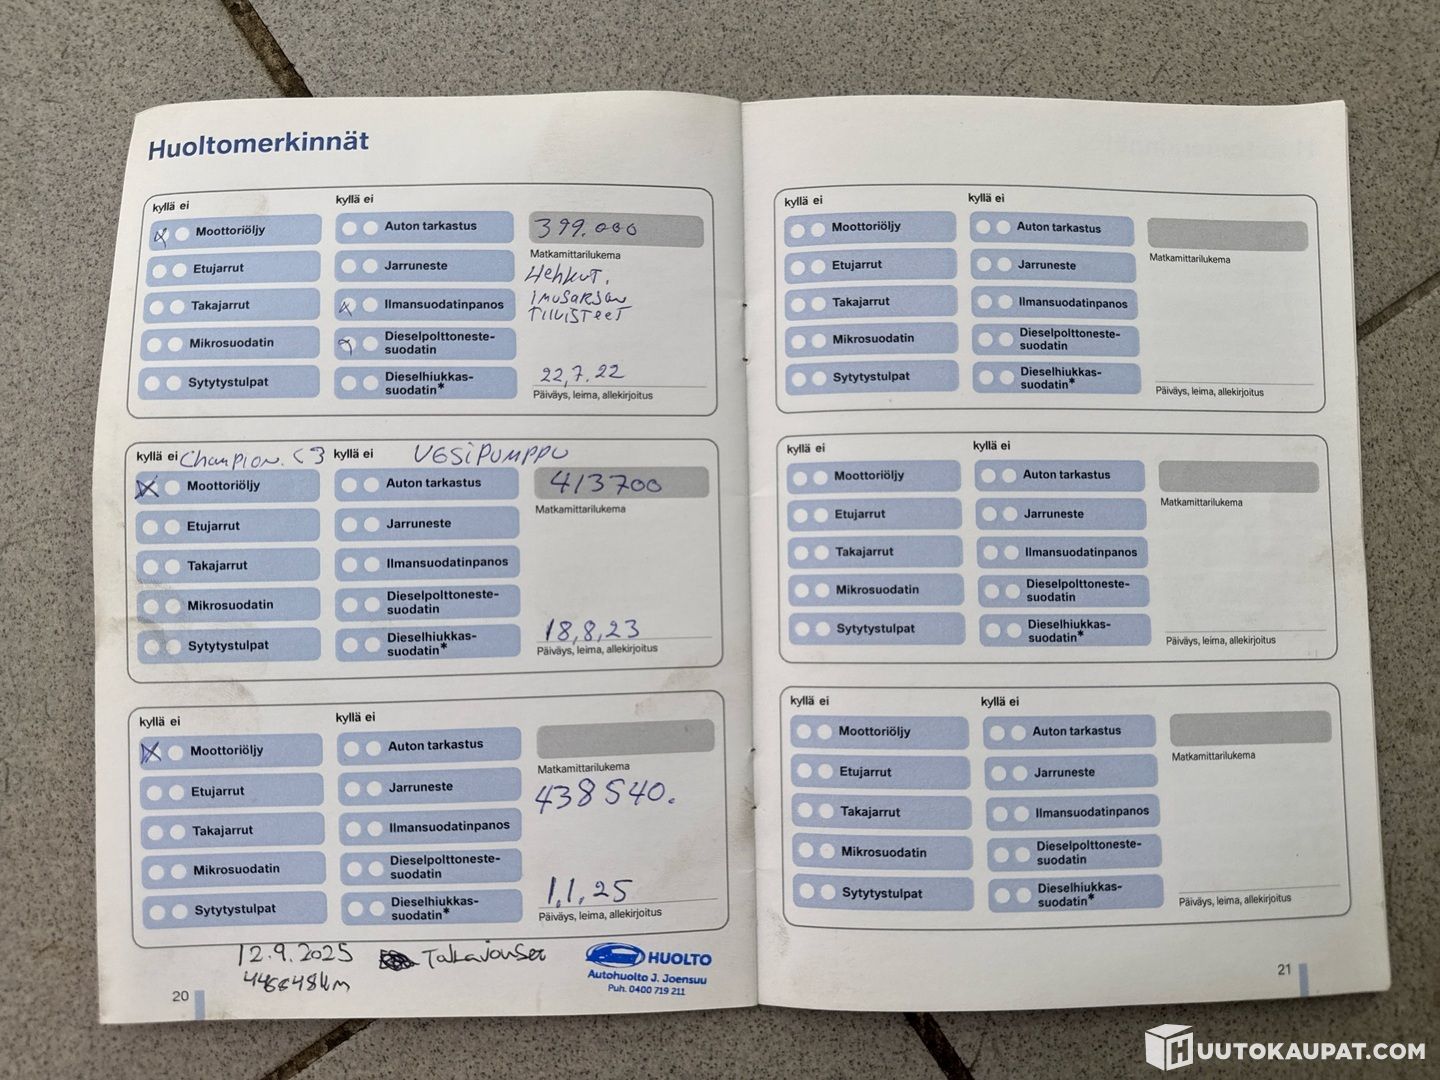 Huoltomerkinnät
kyllä ei
kyllä ei
Moottoriöljy
Auton tarkastus
399.000
Matkamittarilukema
Etujarrut
Jarruneste
Hehkut.
Takajarrut
Ilmansuodatinpanos
imusarjan
tiivisteet
Mikrosuodatin
Dieselpolttoneste-
suodatin
Sytytystulpat
Dieselhiukkas-
suodatin*
22,7.22
Päiväys, leima, allekirjoitus
kyllä ei Champion. C3
kyllä ei VESIPUMPPU
Moottoriöljy
Auton tarkastus
413700
Matkamittarilukema
Etujarrut
Jarruneste
Takajarrut
Ilmansuodatinpanos
Mikrosuodatin
Dieselpolttoneste-
suodatin
Sytytystulpat
Dieselhiukkas-
suodatin*
18,8,23
Päiväys, leima, allekirjoitus
kyllä ei
kyllä ei
Moottoriöljy
Auton tarkastus
Matkamittarilukema
Etujarrut
Jarruneste
438540.
Takajarrut
Ilmansuodatinpanos
Mikrosuodatin
Dieselpolttoneste-
suodatin
Sytytystulpat
Dieselhiukkas-
suodatin*
1,1,25
Päiväys, leima, allekirjoitus
12.9.2025
Takajouset
HUOLTO
Autohuolto J. Joensuu
Puh. 0400 719 211
20
kyllä ei
kyllä ei
Moottoriöljy
Auton tarkastus
Matkamittarilukema
Etujarrut
Jarruneste
Takajarrut
Ilmansuodatinpanos
Mikrosuodatin
Dieselpolttoneste-
suodatin
Sytytystulpat
Dieselhiukkas-
suodatin*
Päiväys, leima, allekirjoitus
kyllä ei
kyllä ei
Moottoriöljy
Auton tarkastus
Matkamittarilukema
Etujarrut
Jarruneste
Takajarrut
Ilmansuodatinpanos
Mikrosuodatin
Dieselpolttoneste-
suodatin
Sytytystulpat
Dieselhiukkas-
suodatin*
Päiväys, leima, allekirjoitus
kyllä ei
kyllä ei
Moottoriöljy
Auton tarkastus
Matkamittarilukema
Etujarrut
Jarruneste
Takajarrut
Ilmansuodatinpanos
Mikrosuodatin
Dieselpolttoneste-
suodatin
Sytytystulpat
Dieselhiukkas-
suodatin*
Päiväys, leima, allekirjoitus
21
HUUTOKAUPAT.COM